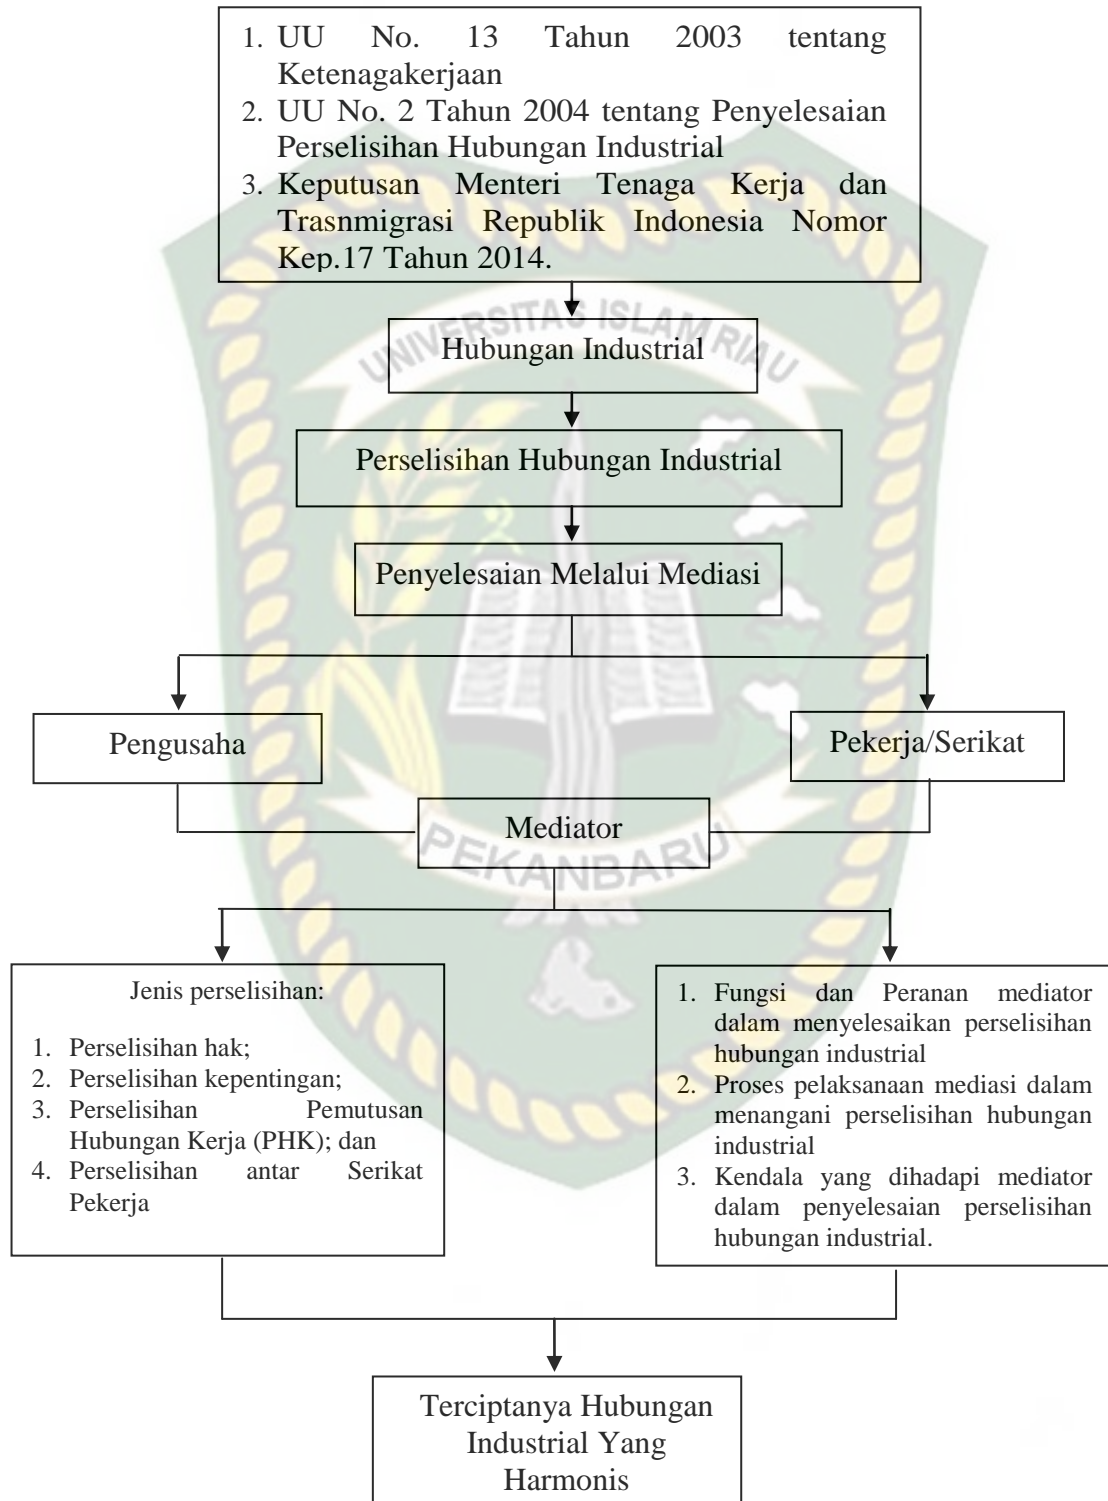 1. UU No. 13 Tahun 2003 tentang
Ketenagakerjaan
2. UU No. 2 Tahun 2004 tentang Penyelesaian
Perselisihan Hubungan Industrial
3. Keputusan Menteri Tenaga Kerja dan
Trasnmigrasi Republik Indonesia Nomor
Kep.17 Tahun 2014.
UNIVERSITAS ISLAM RIAU
Hubungan Industrial
Perselisihan Hubungan Industrial
Penyelesaian Melalui Mediasi
Pengusaha
Pekerja/Serikat
Mediator
PEKANBARU
Jenis perselisihan:
1. Perselisihan hak;
2. Perselisihan kepentingan;
3. Perselisihan Pemutusan
Hubungan Kerja (PHK); dan
4. Perselisihan antar Serikat
Pekerja
1. Fungsi dan Peranan mediator
dalam menyelesaikan perselisihan
hubungan industrial
2. Proses pelaksanaan mediasi dalam
menangani perselisihan hubungan
industrial
3. Kendala yang dihadapi mediator
dalam penyelesaian perselisihan
hubungan industrial.
Terciptanya Hubungan
Industrial Yang
Harmonis